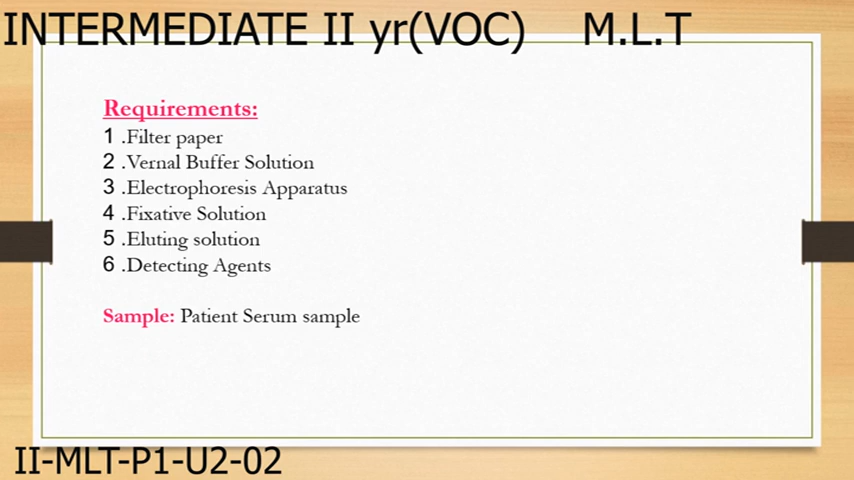 INTERMEDIATE II yr(VOC) M.L.T
Requirements:
1 .Filter paper
2 .Vernal Buffer Solution
3 .Electrophoresis Apparatus
4 .Fixative Solution
5 .Eluting solution
6 .Detecting Agents
Sample: Patient Serum sample
II-MLT-P1-U2-02